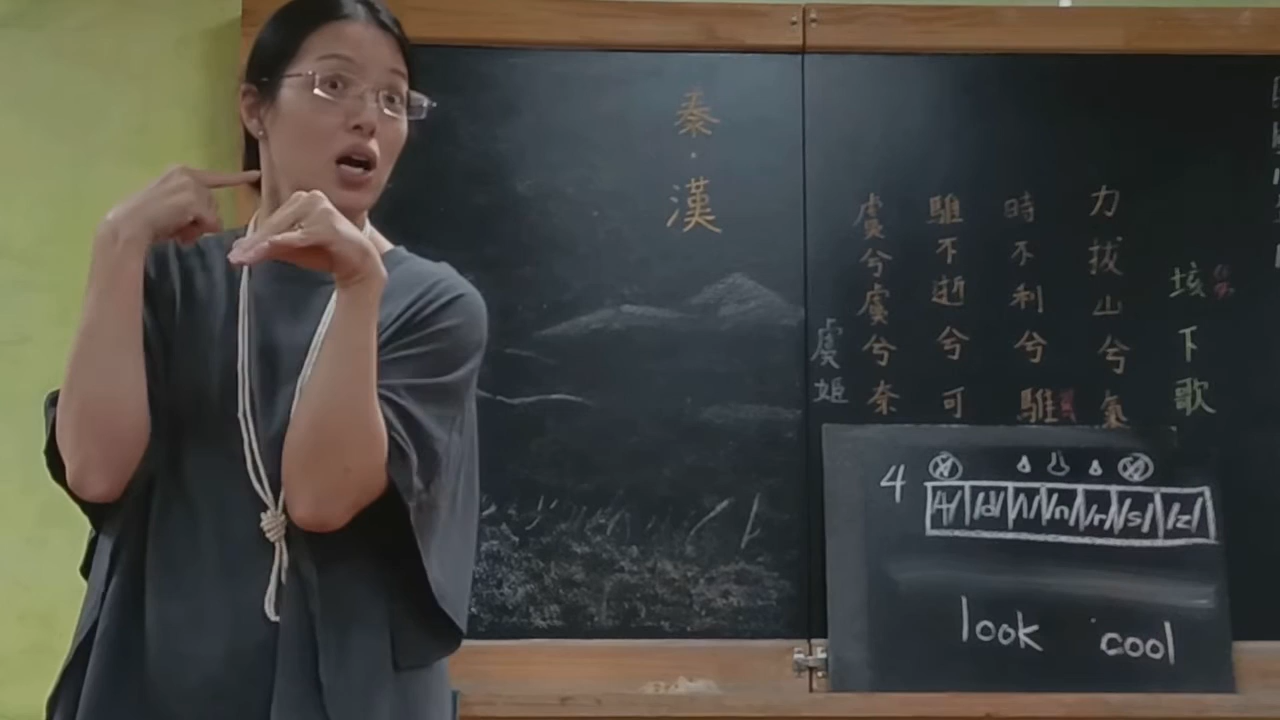 秦·漢
垓下歌
力拔山兮氣
時不利兮騅
騅不逝兮可
虞兮虞兮奈
虞姬
4
/t/ /d/ /l/ /n/ /r/ /s/ /z/
look cool